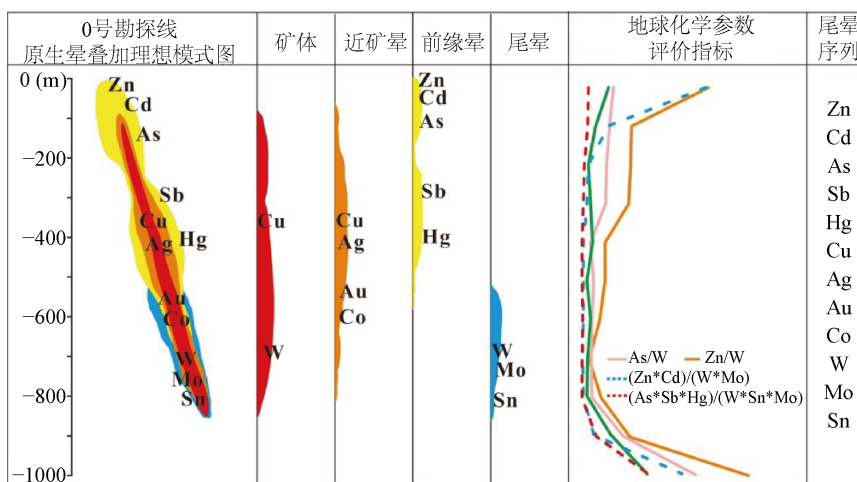 0号勘探线
原生晕叠加理想模式图
矿体
近矿晕
前缘晕
尾晕
地球化学参数
评价指标
尾晕
序列
0 (m)
−200
−400
−600
−800
−1000
Zn
Cd
As
Sb
Cu
Hg
Ag
Au
Co
W
Mo
Sn
Cu
W
Cu
Ag
Au
Co
Zn
Cd
As
Sb
Hg
W
Mo
Sn
As/W
Zn/W
(Zn*Cd)/(W*Mo)
(As*Sb*Hg)/(W*Sn*Mo)
Zn
Cd
As
Sb
Hg
Cu
Ag
Au
Co
W
Mo
Sn